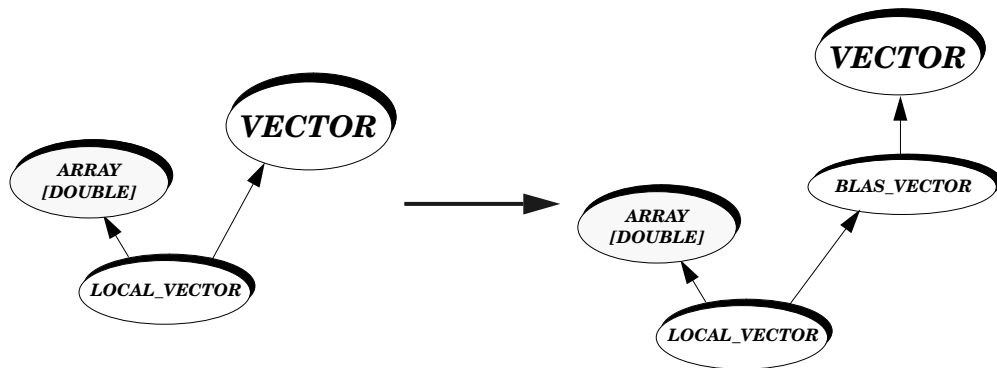 VECTOR
ARRAY
[DOUBLE]
LOCAL_VECTOR
VECTOR
BLAS_VECTOR
ARRAY
[DOUBLE]
LOCAL_VECTOR